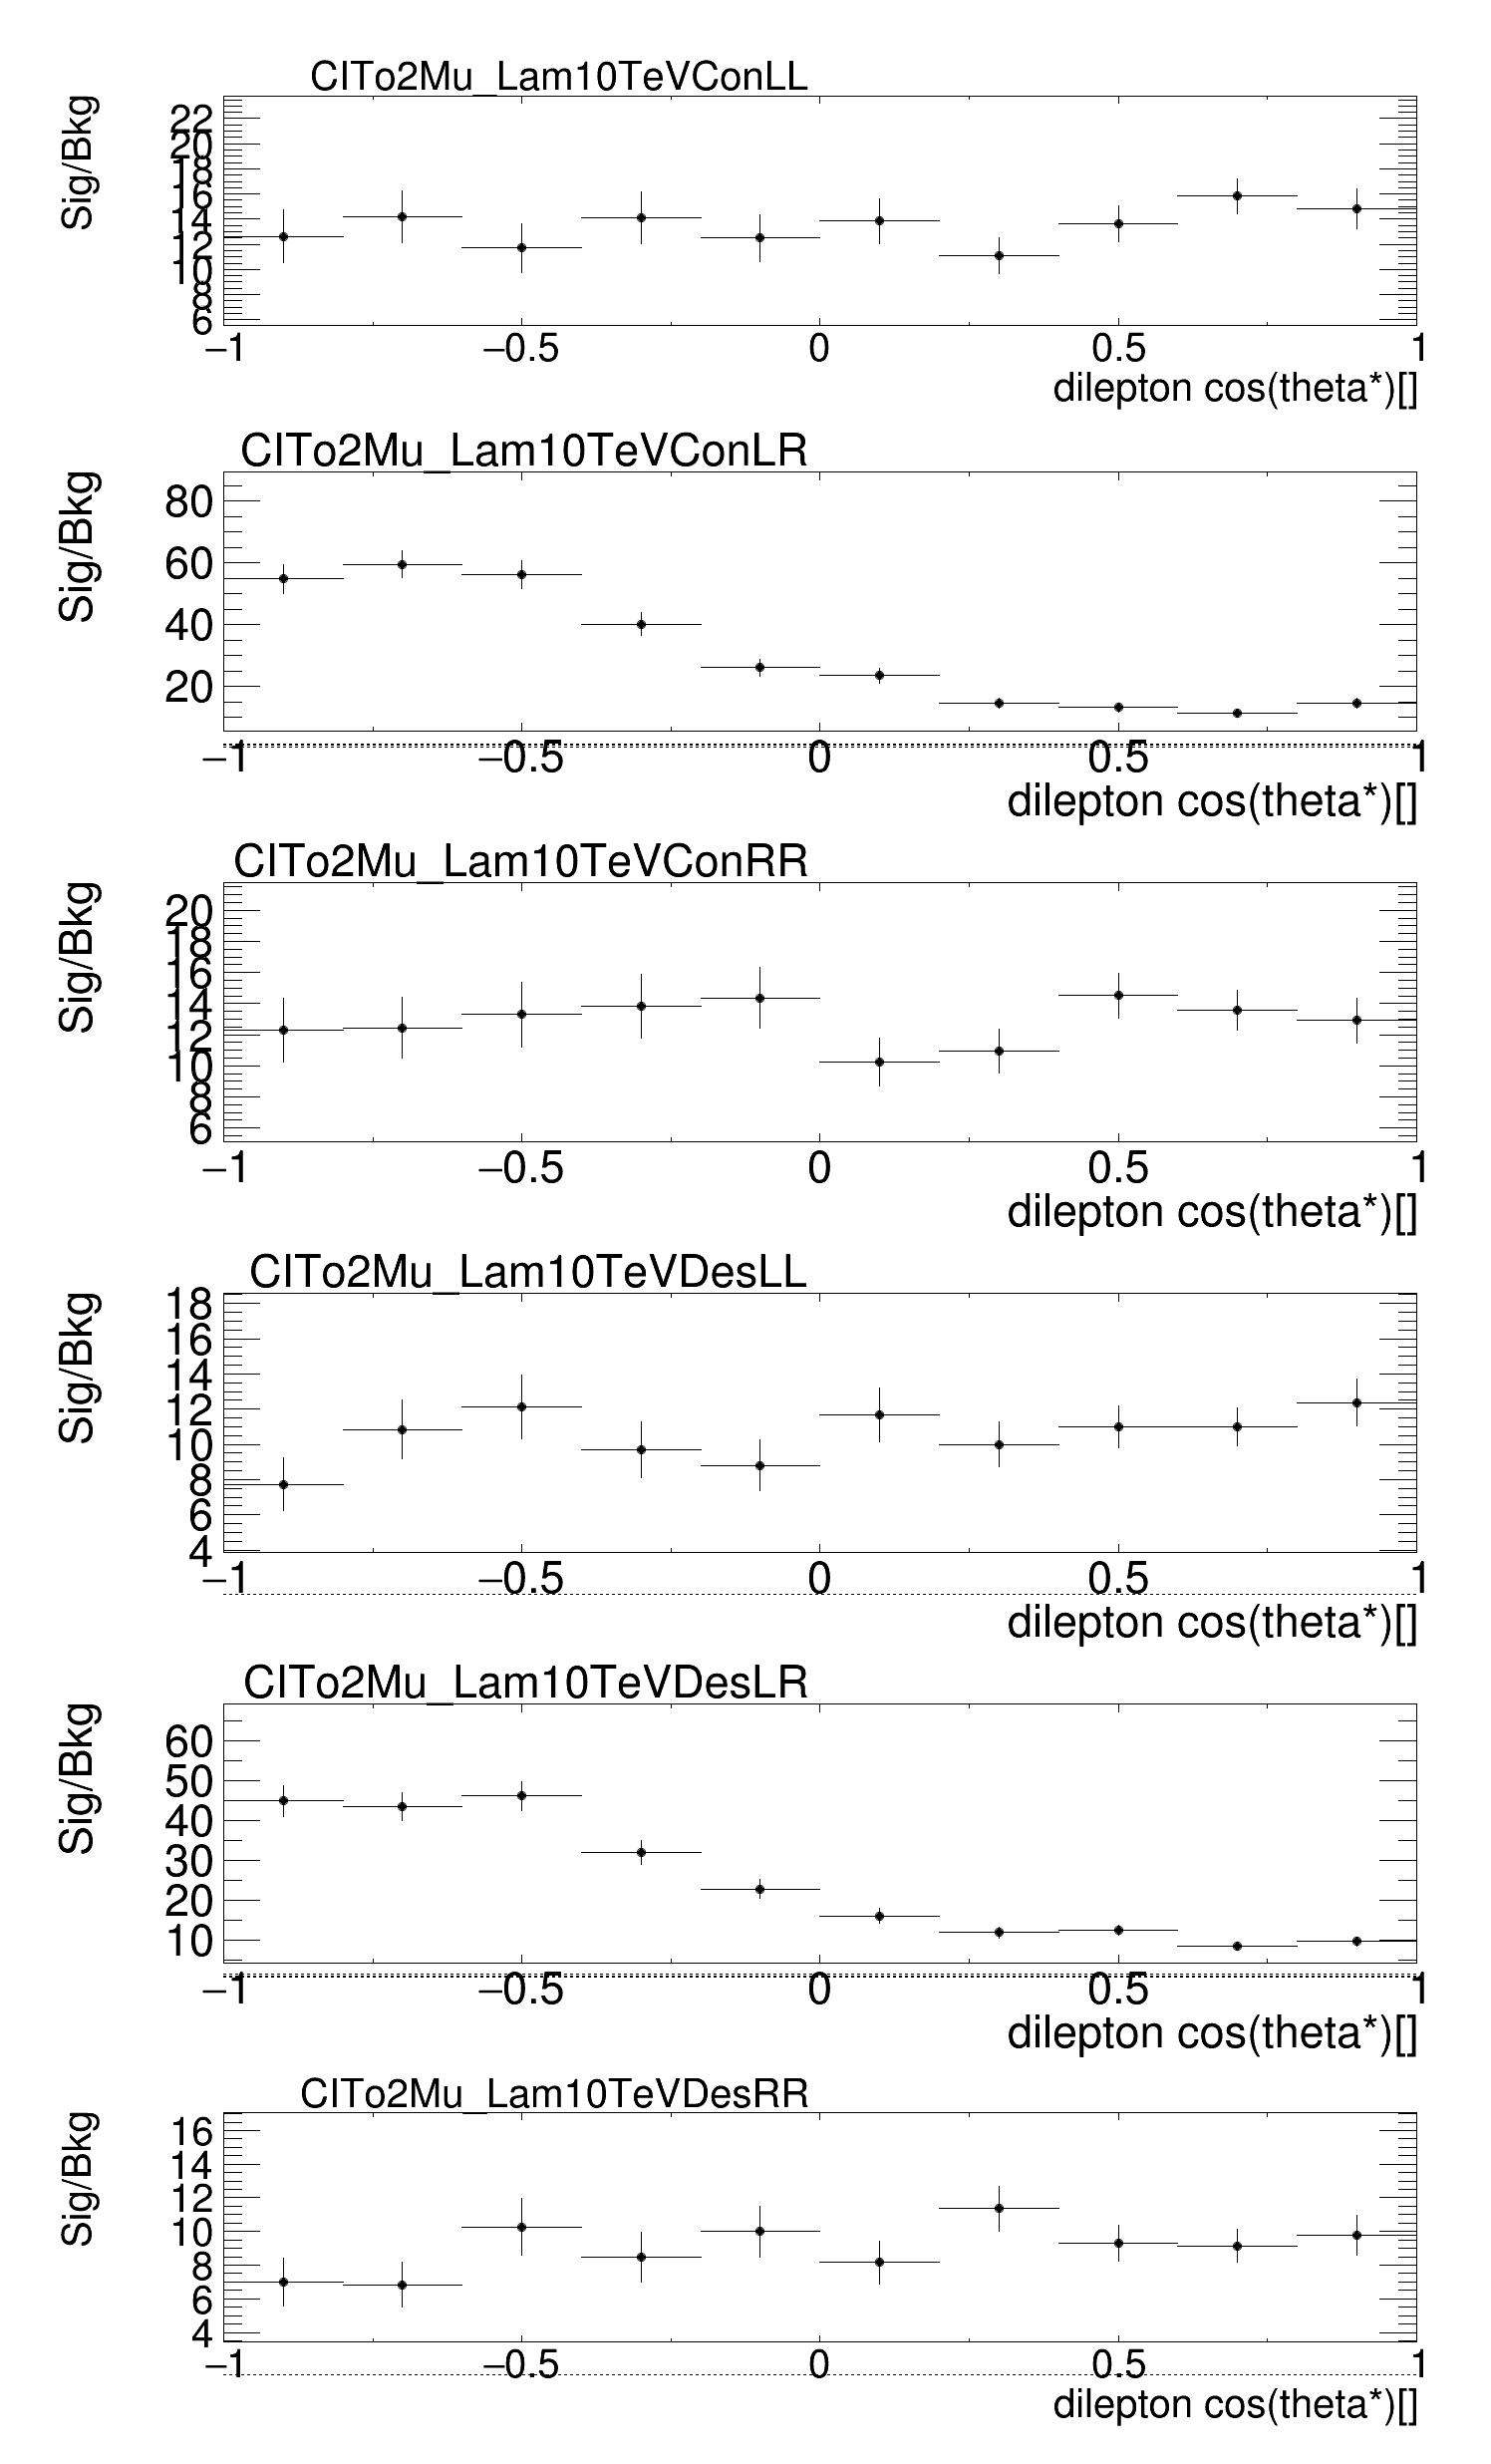 CITo2Mu_Lam10TeVConLL
Sig/Bkg
22
20
18
16
14
12
10
8
6
−1 −0.5 0 0.5 1
dilepton cos(theta*)[]
CITo2Mu_Lam10TeVConLR
Sig/Bkg
80
60
40
20
−1 −0.5 0 0.5 1
dilepton cos(theta*)[]
CITo2Mu_Lam10TeVConRR
Sig/Bkg
20
18
16
14
12
10
8
6
−1 −0.5 0 0.5 1
dilepton cos(theta*)[]
CITo2Mu_Lam10TeVDesLL
Sig/Bkg
18
16
14
12
10
8
6
4
−1 −0.5 0 0.5 1
dilepton cos(theta*)[]
CITo2Mu_Lam10TeVDesLR
Sig/Bkg
60
50
40
30
20
10
−1 −0.5 0 0.5 1
dilepton cos(theta*)[]
CITo2Mu_Lam10TeVDesRR
Sig/Bkg
16
14
12
10
8
6
4
−1 −0.5 0 0.5 1
dilepton cos(theta*)[]